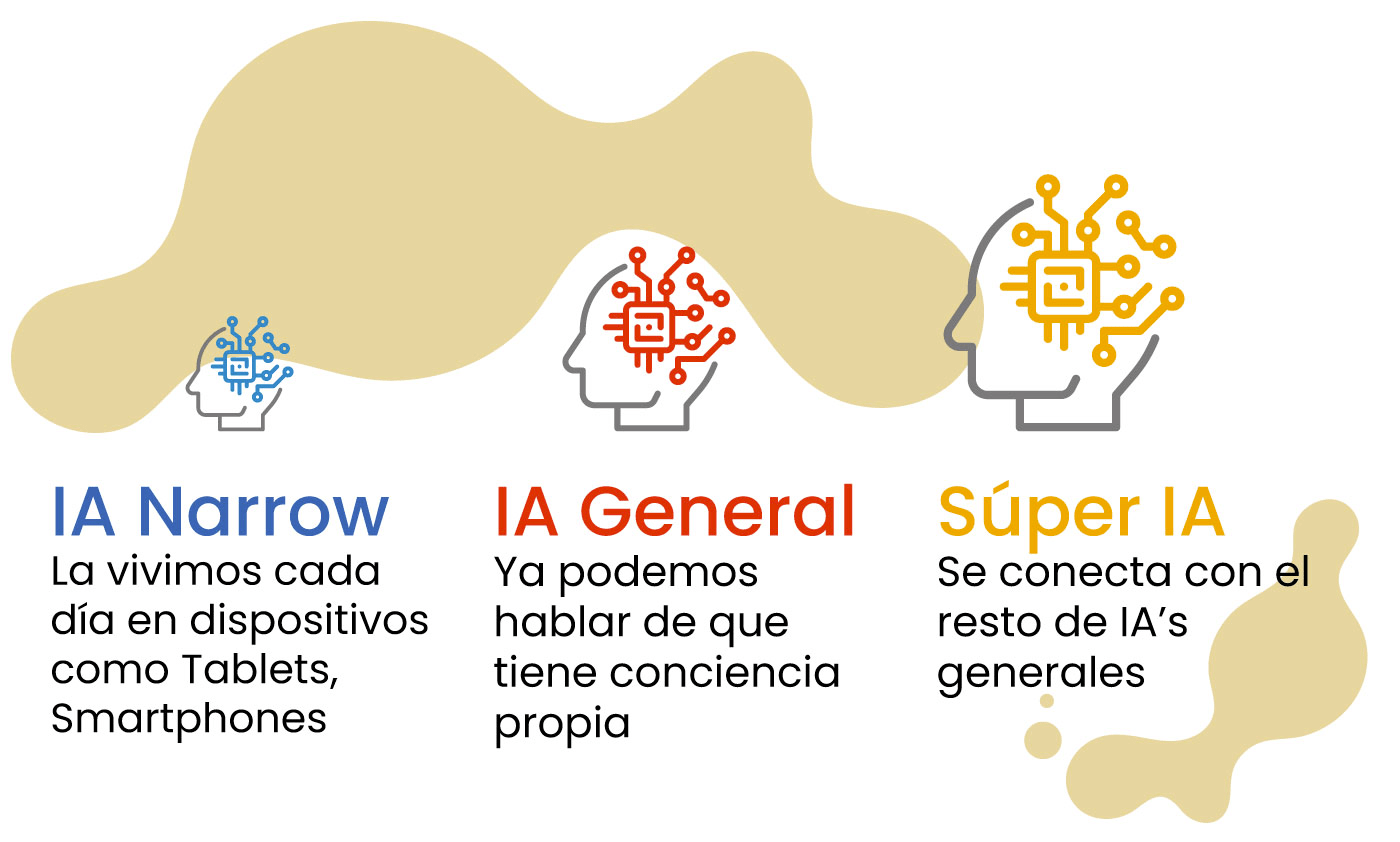 IA Narrow
La vivimos cada
día en dispositivos
como Tablets,
Smartphones
IA General
Ya podemos
hablar de que
tiene conciencia
propia
Súper IA
Se conecta con el
resto de IA’s
generales